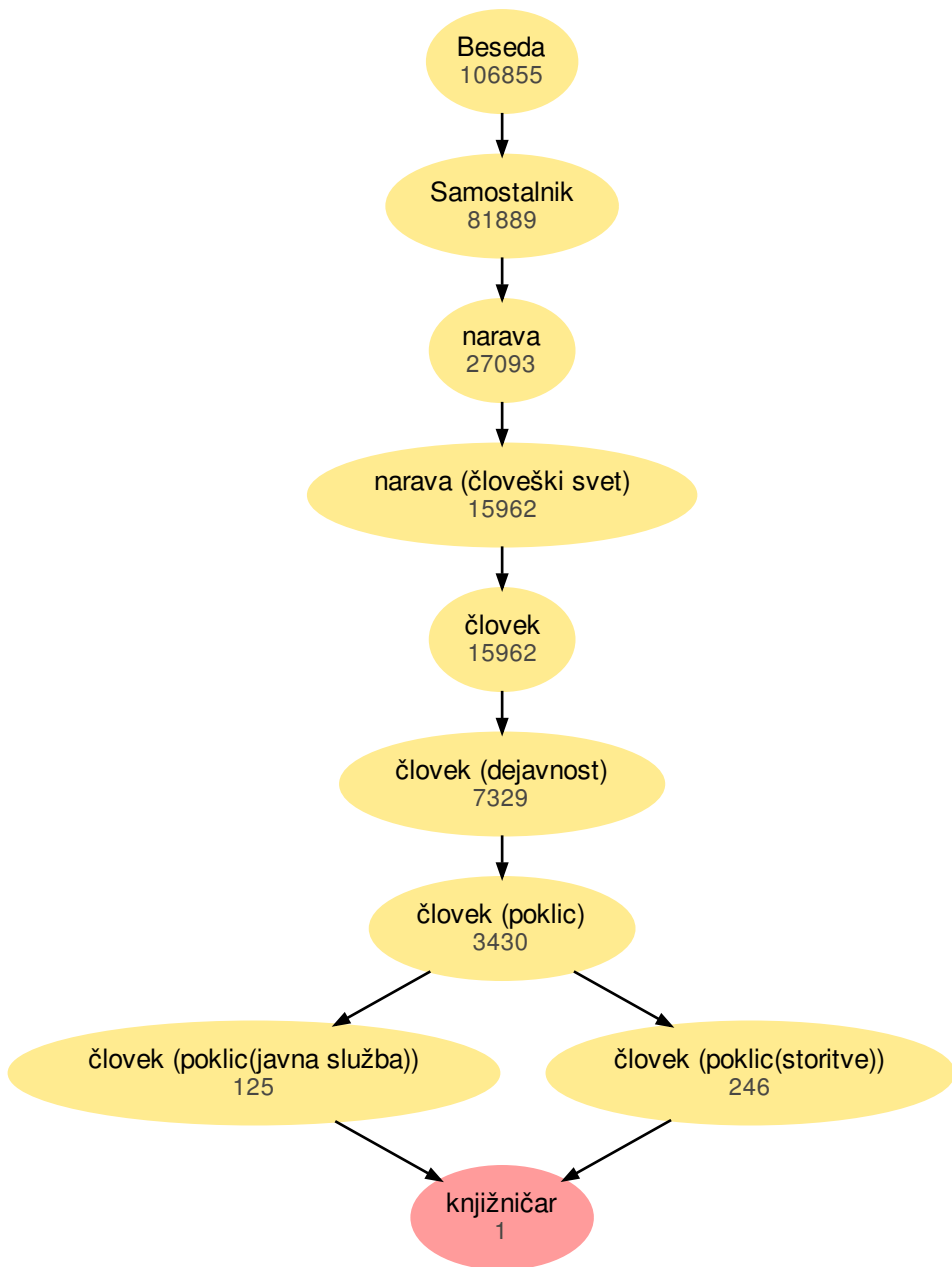 Beseda
106855
Samostalnik
81889
narava
27093
narava (človeški svet)
15962
človek
15962
človek (dejavnost)
7329
človek (poklic)
3430
človek (poklic(javna služba))
125
človek (poklic(storitve))
246
knjižničar
1